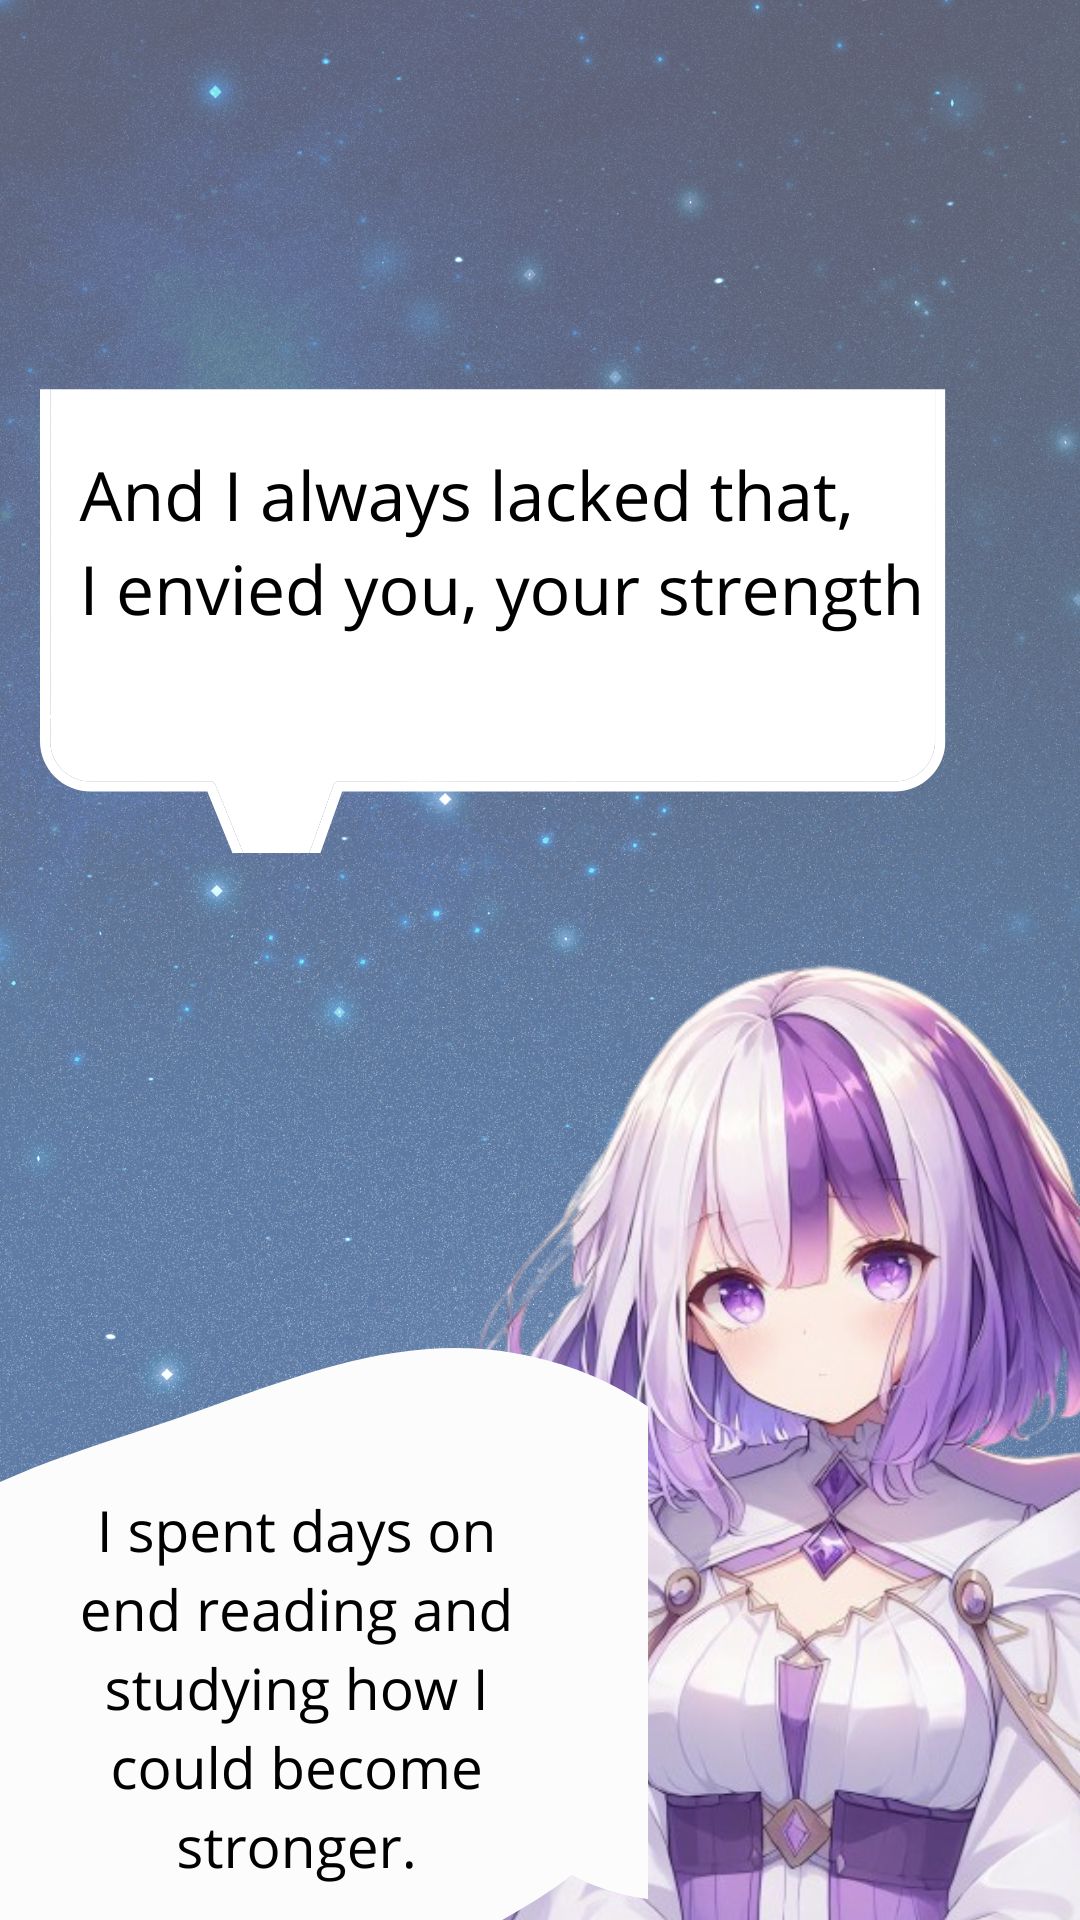 And I always lacked that,
I envied you, your strength
I spent days on
end reading and
studying how I
could become
stronger.